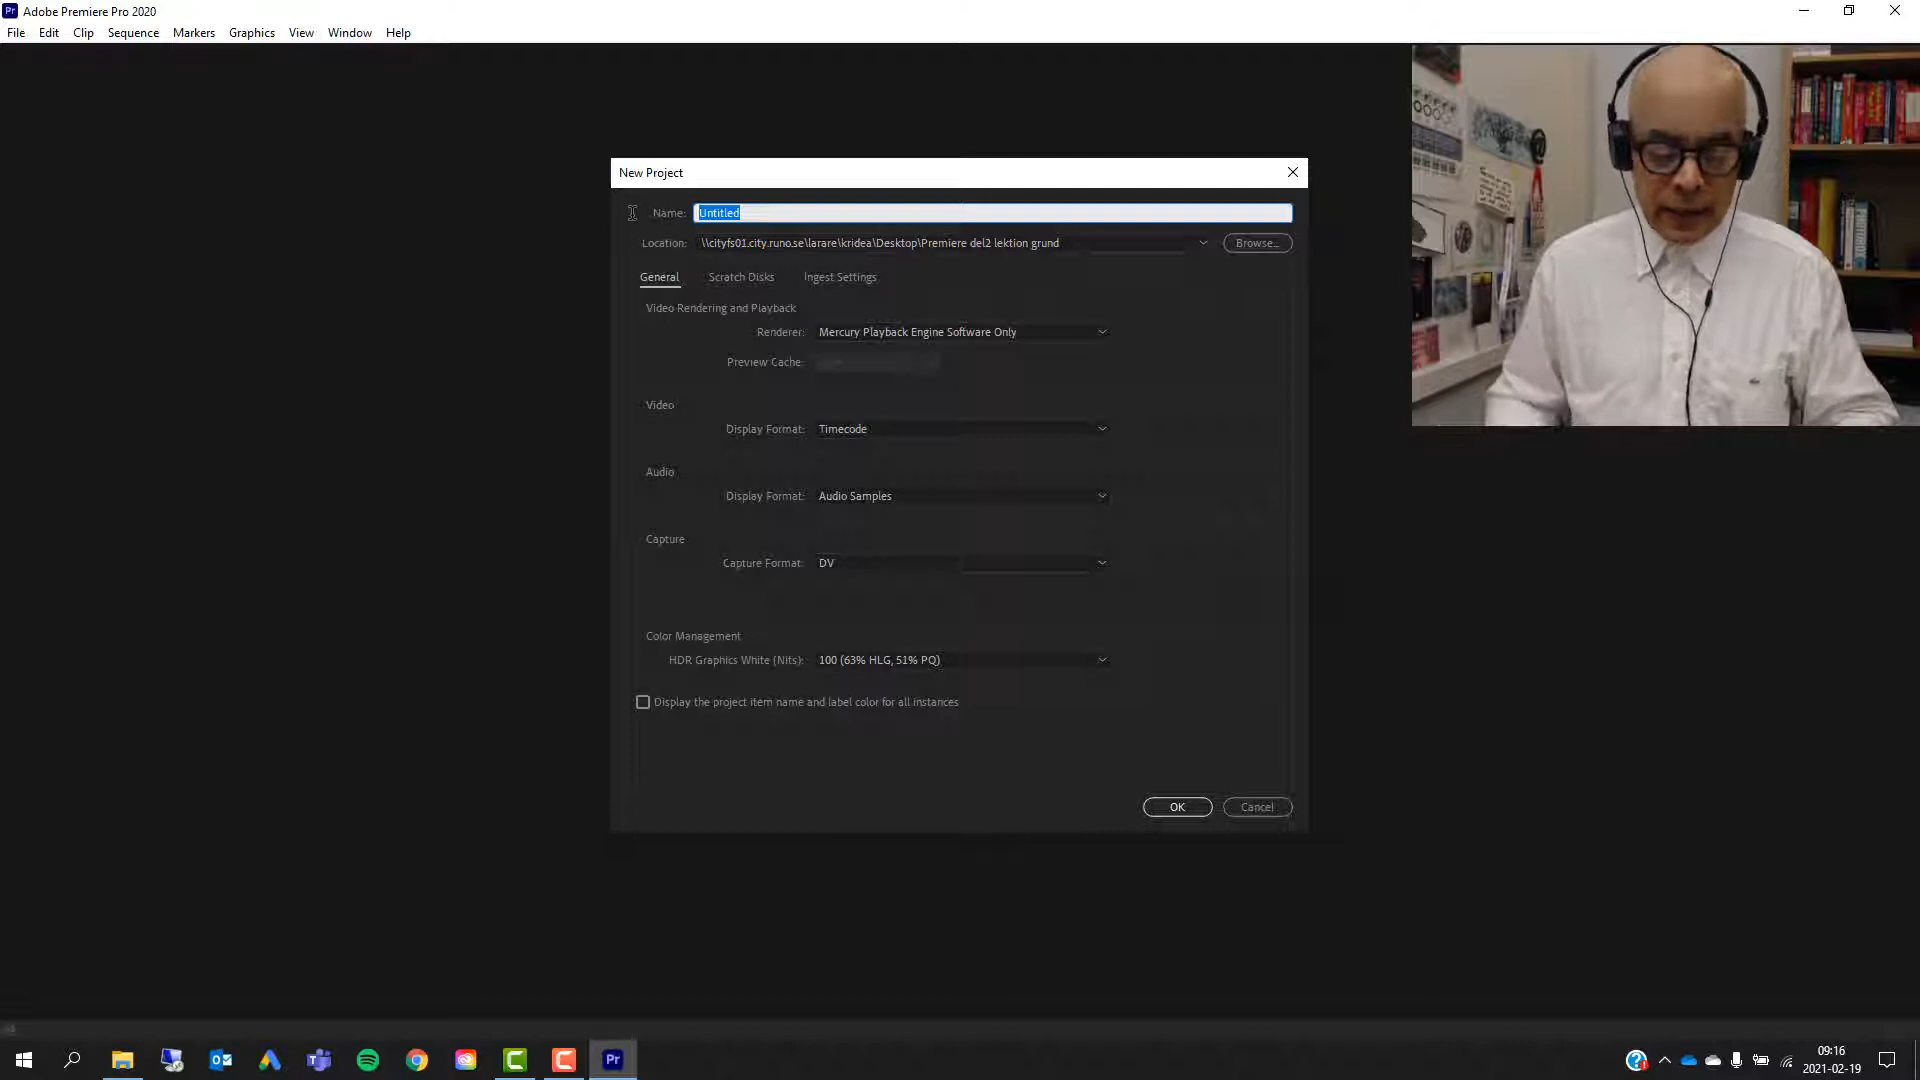 Adobe Premiere Pro 2020
File Edit Clip Sequence Markers Graphics View Window Help
New Project
Name: Untitled
Location: \\cityfs01.city.runo.se\larare\kridea\Desktop\Premiere del2 lektion grund Browse...
General Scratch Disks Ingest Settings
Video Rendering and Playback
Renderer: Mercury Playback Engine Software Only
Preview Cache:
Video
Display Format: Timecode
Audio
Display Format: Audio Samples
Capture
Capture Format: DV
Color Management
HDR Graphics White (Nits): 100 (63% HLG, 51% PQ)
Display the project item name and label color for all instances
OK Cancel
Pr
09:16
2021-02-19